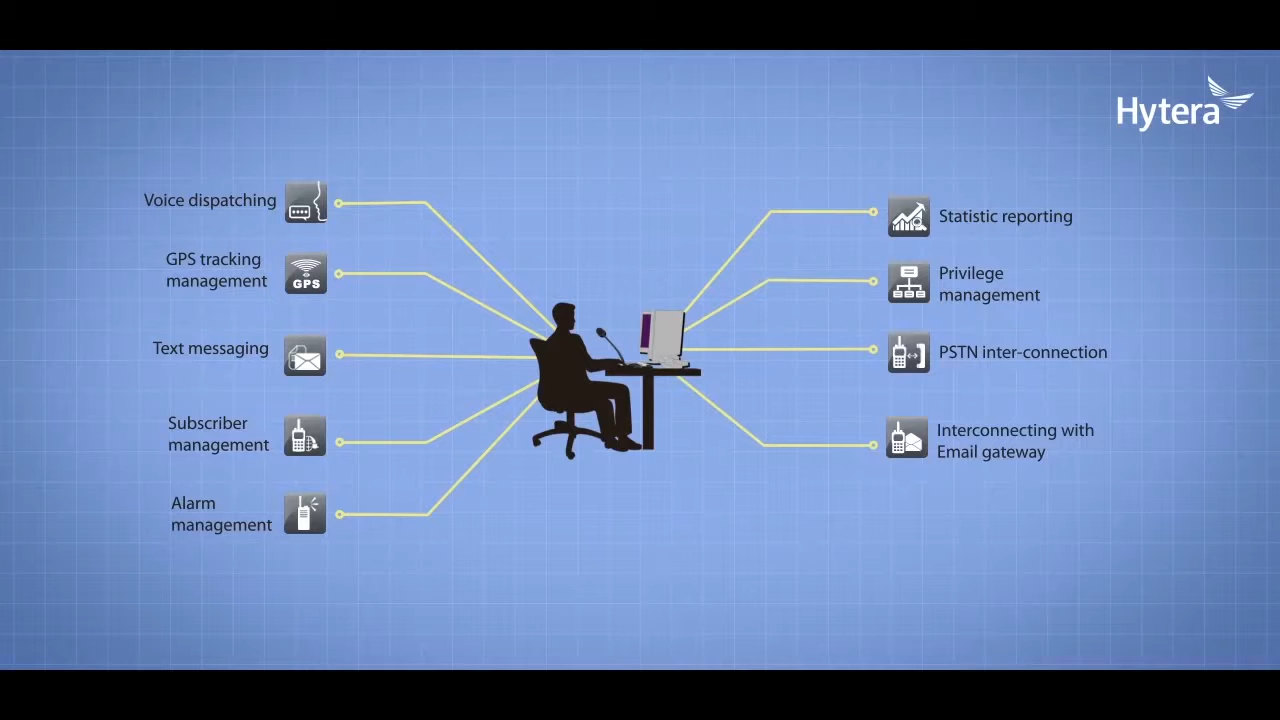 Hytera
Voice dispatching
GPS tracking
management
GPS
Text messaging
Subscriber
management
Alarm
management
Statistic reporting
Privilege
management
PSTN inter-connection
Interconnecting with
Email gateway